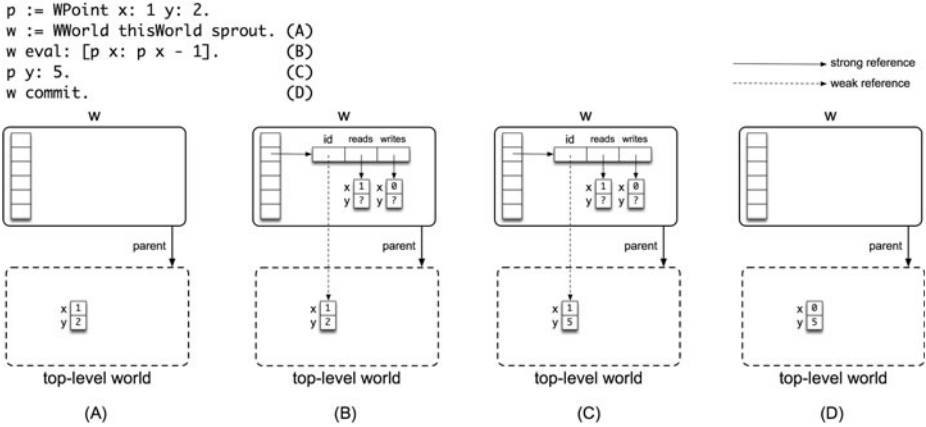 p := WPoint x: 1 y: 2.
w := WWorld thisWorld sprout. (A)
w eval: [p x: p x - 1]. (B)
p y: 5. (C)
w commit. (D)
strong reference
weak reference
w
parent
x 1
y 2
top-level world
(A)
w
id reads writes
x 1 x 0
y ? y ?
parent
x 1
y 2
top-level world
(B)
w
id reads writes
x 1 x 0
y ? y ?
parent
x 1
y 5
top-level world
(C)
w
parent
x 0
y 5
top-level world
(D)